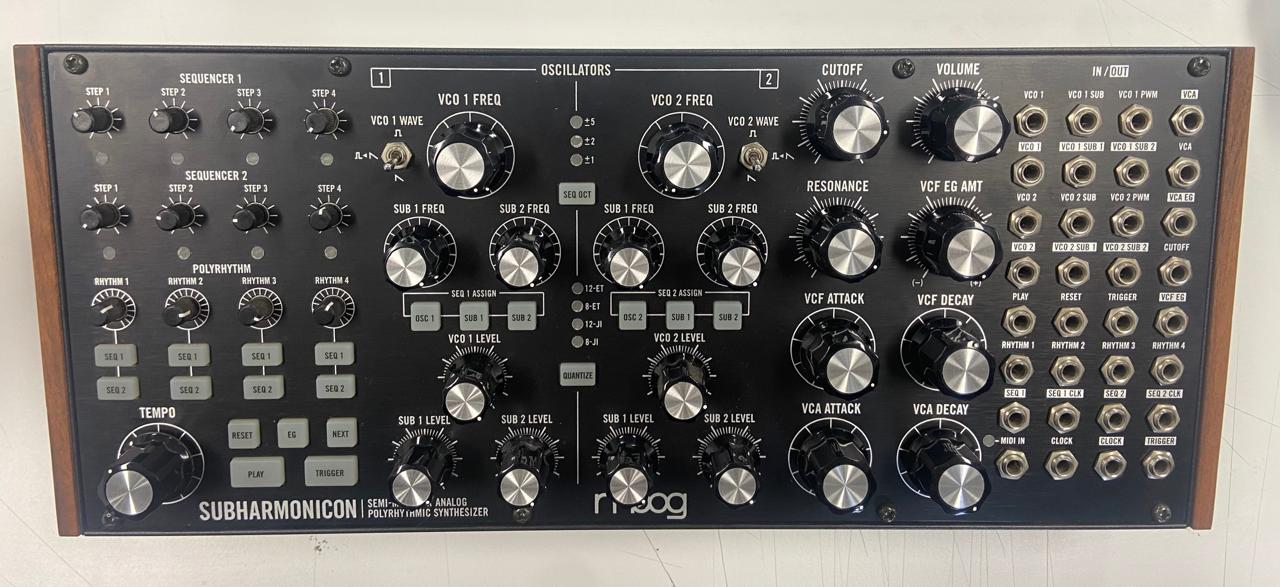 SEQUENCER 1
STEP 1 STEP 2 STEP 3 STEP 4
SEQUENCER 2
STEP 1 STEP 2 STEP 3 STEP 4
POLYRHYTHM
RHYTHM 1 RHYTHM 2 RHYTHM 3 RHYTHM 4
SEQ 1 SEQ 1 SEQ 1 SEQ 1
SEQ 2 SEQ 2 SEQ 2 SEQ 2
TEMPO
RESET EG NEXT
PLAY TRIGGER
SUBHARMONICON
ANALOG
POLYRHYTHMIC SYNTHESIZER
1 OSCILLATORS 2
VCO 1 FREQ VCO 2 FREQ
VCO 1 WAVE VCO 2 WAVE
±5
±2
±1
SEQ OCT
SUB 1 FREQ SUB 2 FREQ SUB 1 FREQ SUB 2 FREQ
SEQ 1 ASSIGN SEQ 2 ASSIGN
OSC 1 SUB 1 SUB 2 OSC 2 SUB 1 SUB 2
12-ET
8-ET
12-JI
8-JI
VCO 1 LEVEL VCO 2 LEVEL
QUANTIZE
SUB 1 LEVEL SUB 2 LEVEL SUB 1 LEVEL SUB 2 LEVEL
moog
CUTOFF VOLUME
RESONANCE VCF EG AMT
(-) (+)
VCF ATTACK VCF DECAY
VCA ATTACK VCA DECAY
IN / OUT
VCO 1 VCO 1 SUB VCO 1 PWM VCA
VCO 1 VCO 1 SUB 1 VCO 1 SUB 2 VCA
VCO 2 VCO 2 SUB VCO 2 PWM VCA EG
VCO 2 VCO 2 SUB 1 VCO 2 SUB 2 CUTOFF
PLAY RESET TRIGGER VCF EG
RHYTHM 1 RHYTHM 2 RHYTHM 3 RHYTHM 4
SEQ 1 SEQ 1 CLK SEQ 2 SEQ 2 CLK
MIDI IN CLOCK CLOCK TRIGGER